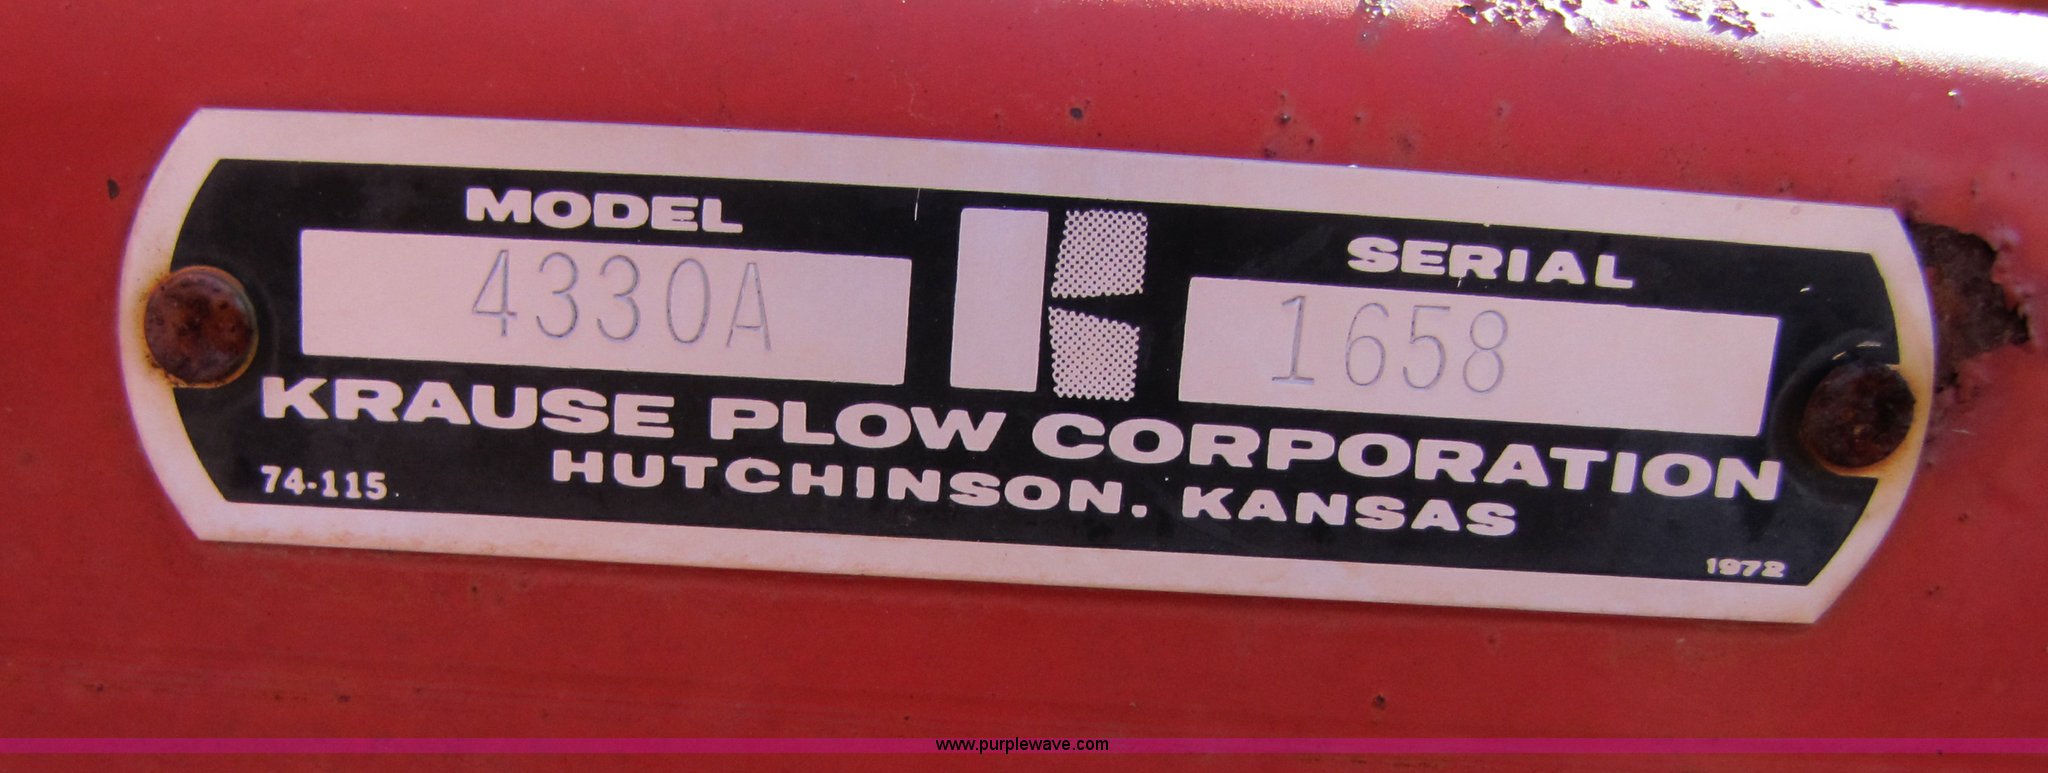 MODEL
4330A
SERIAL
1658
KRAUSE PLOW CORPORATION
HUTCHINSON, KANSAS
74-115
1972
www.purplewave.com